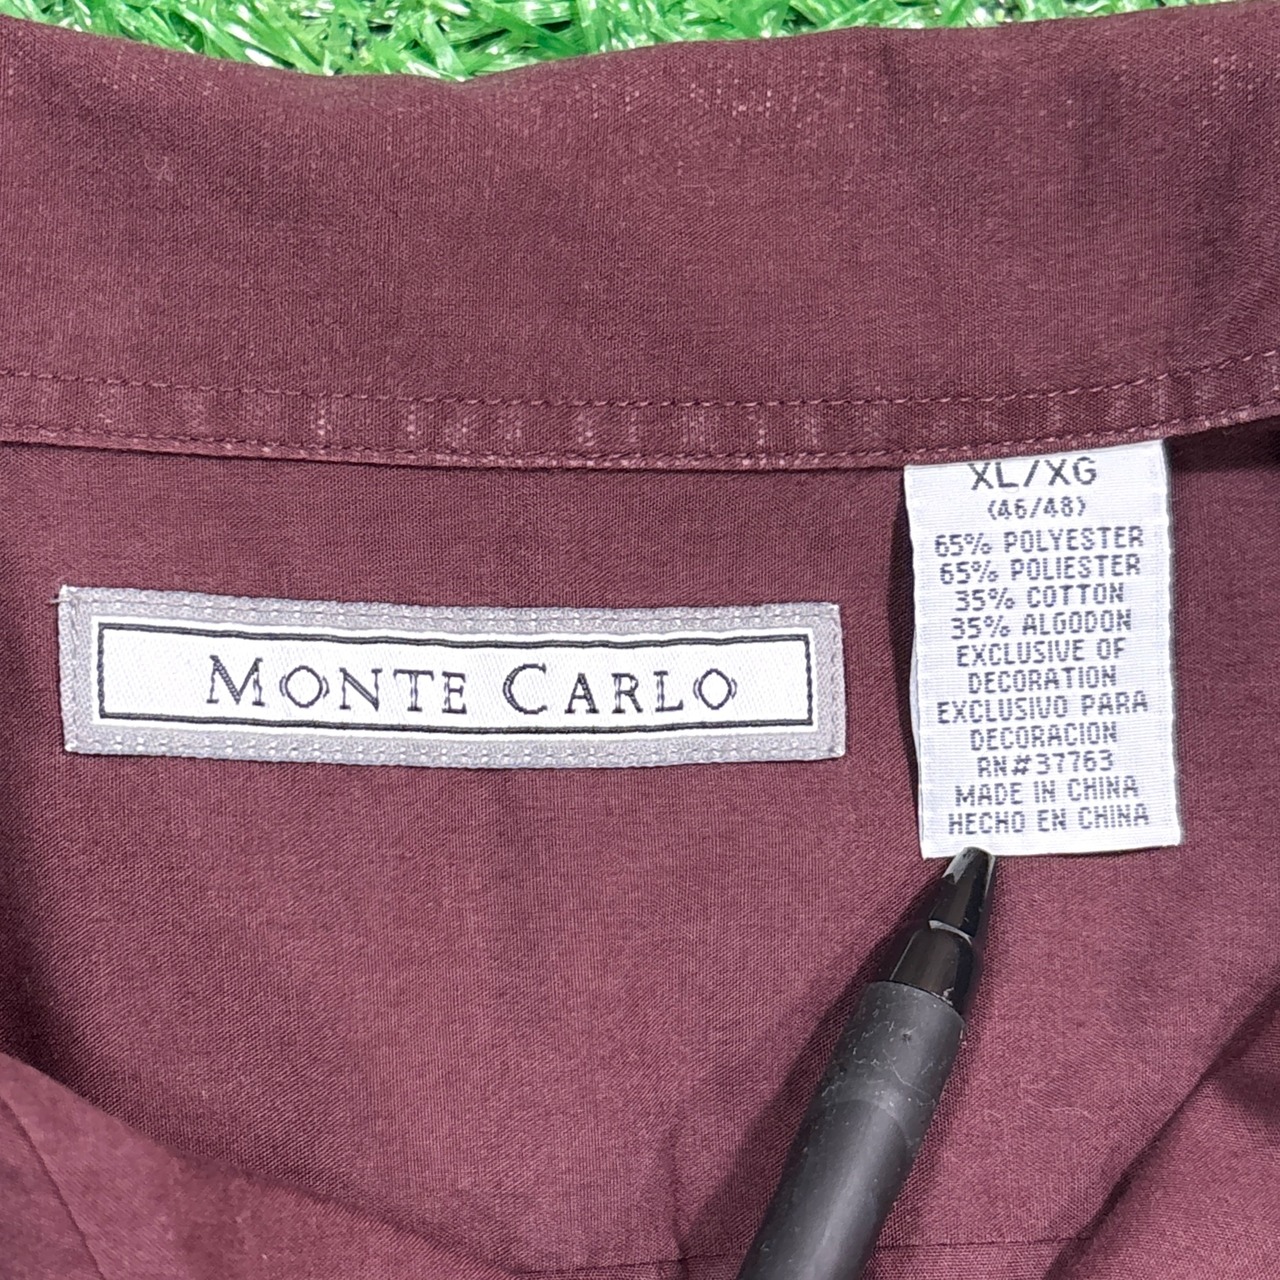 MONTE CARLO
XL/XG
(46/48)
65% POLYESTER
65% POLIESTER
35% COTTON
35% ALGODON
EXCLUSIVE OF
DECORATION
EXCLUSIVO PARA
DECORACION
RN#37763
MADE IN CHINA
HECHO EN CHINA